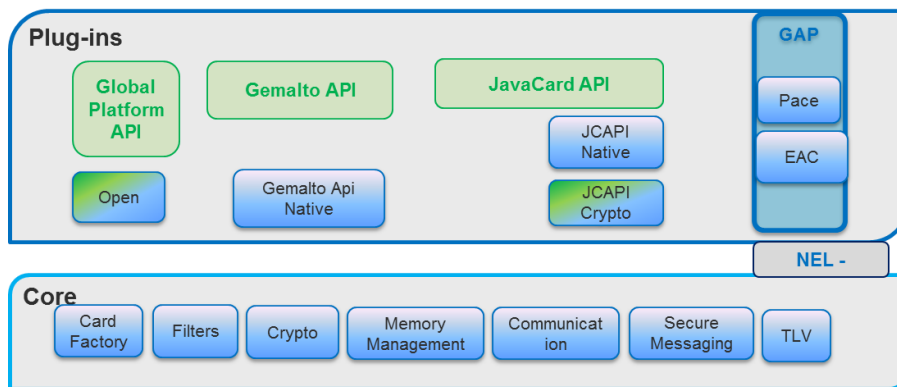 Plug-ins
GAP
Global
Platform
API
Gemalto API
JavaCard API
Pace
JCAPI
Native
EAC
Open
Gemalto Api
Native
JCAPI
Crypto
NEL -
Core
Card
Factory
Filters
Crypto
Memory
Management
Communicat
ion
Secure
Messaging
TLV